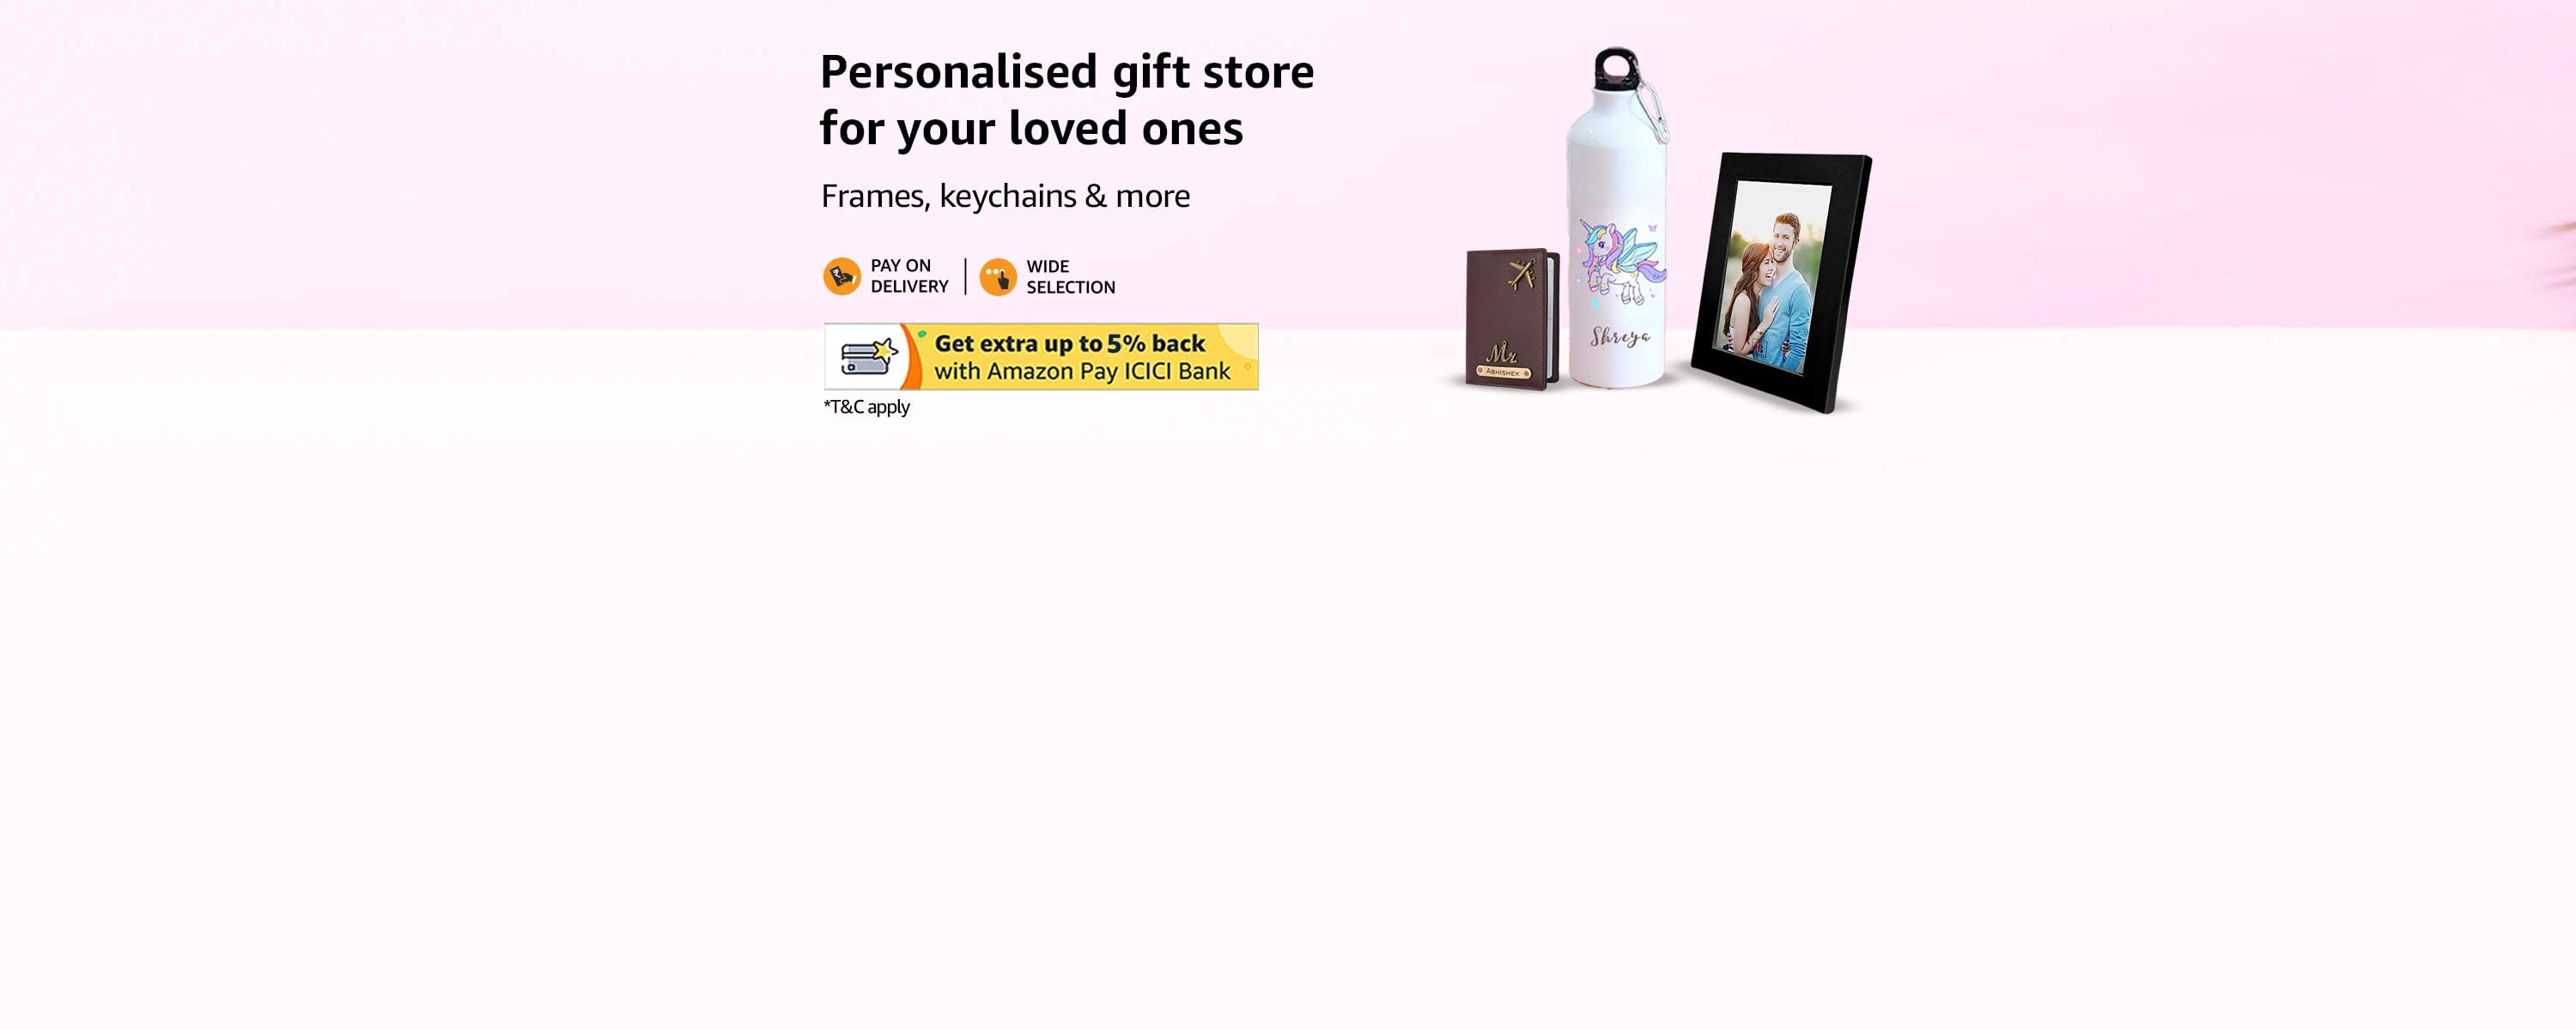 Personalised gift store
for your loved ones
Frames, keychains & more
PAY ON
DELIVERY
WIDE
SELECTION
Get extra up to 5% back
with Amazon Pay ICICI Bank
*T&C apply
Mr
ABHISHEK
Shreya